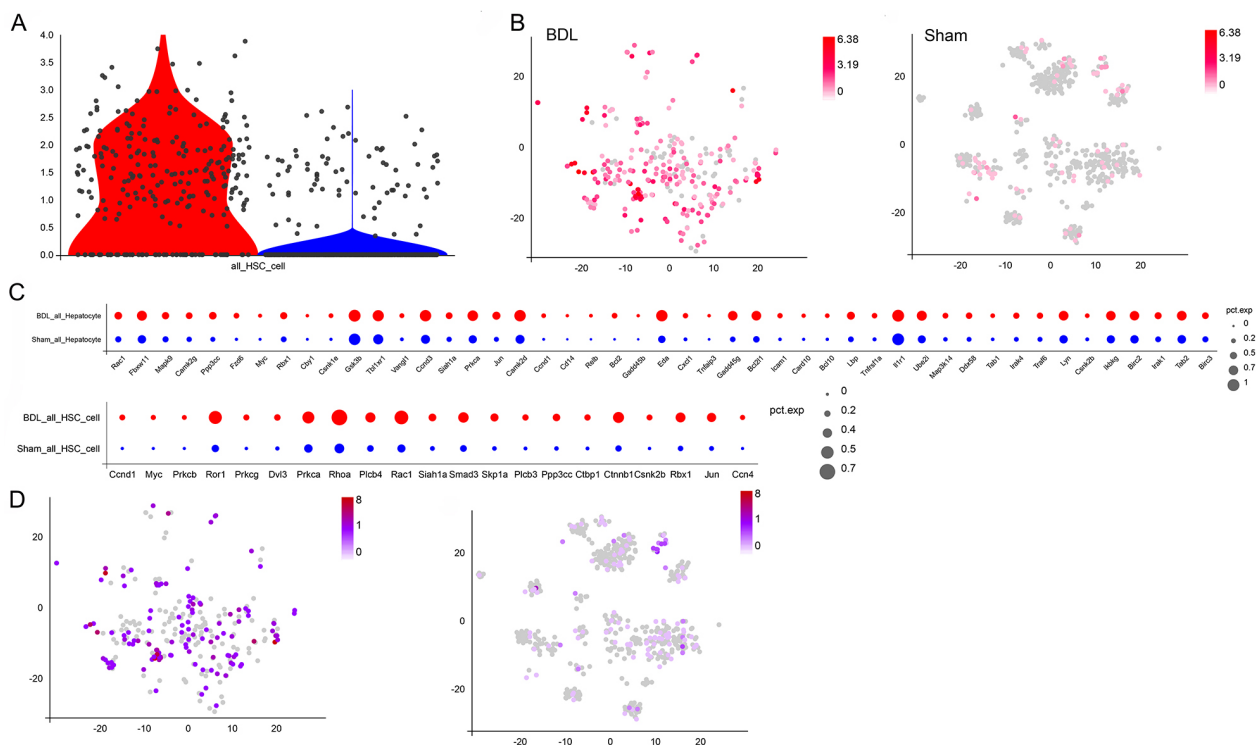 A
4.0
3.5
3.0
2.5
2.0
1.5
1.0
0.5
0.0
all_HSC_cell
B
BDL
6.38
3.19
0
20
0
-20
-20 -10 0 10 20
Sham
6.38
3.19
0
20
0
-20
-20 -10 0 10 20
C
BDL_all_Hepatocyte
Sham_all_Hepatocyte
Rac1 Fbxw11 Mapk9 Camk2g Ppp3cc Fzd6 Myc Rbx1 Cby1 Csnk1e Gsk3b Tbl1xr1 Vangl1 Ccnd3 Siah1a Prkca Jun Camk2d Ccnd1 Cd14 Relb Bcl2 Gadd45b Eda Cxcl1 Tnfaip3 Gadd45g Bcl2l1 Icam1 Card10 Bcl10 Lbp Tnfrsf1a Il1r1 Ube2i Map3k14 Ddx58 Tab1 Irak4 Traf6 Lyn Csnk2b Ikbkg Birc2 Irak1 Tab2 Birc3
pct.exp
0
0.2
0.5
0.7
1
BDL_all_HSC_cell
Sham_all_HSC_cell
Ccnd1 Myc Prkcb Ror1 Prkcg Dvl3 Prkca Rhoa Plcb4 Rac1 Siah1a Smad3 Skp1a Plcb3 Ppp3cc Ctbp1 Ctnnb1 Csnk2b Rbx1 Jun Ccn4
pct.exp
0
0.2
0.4
0.5
0.7
D
8
1
0
20
0
-20
-20 -10 0 10 20
8
1
0
20
0
-20
-20 -10 0 10 20